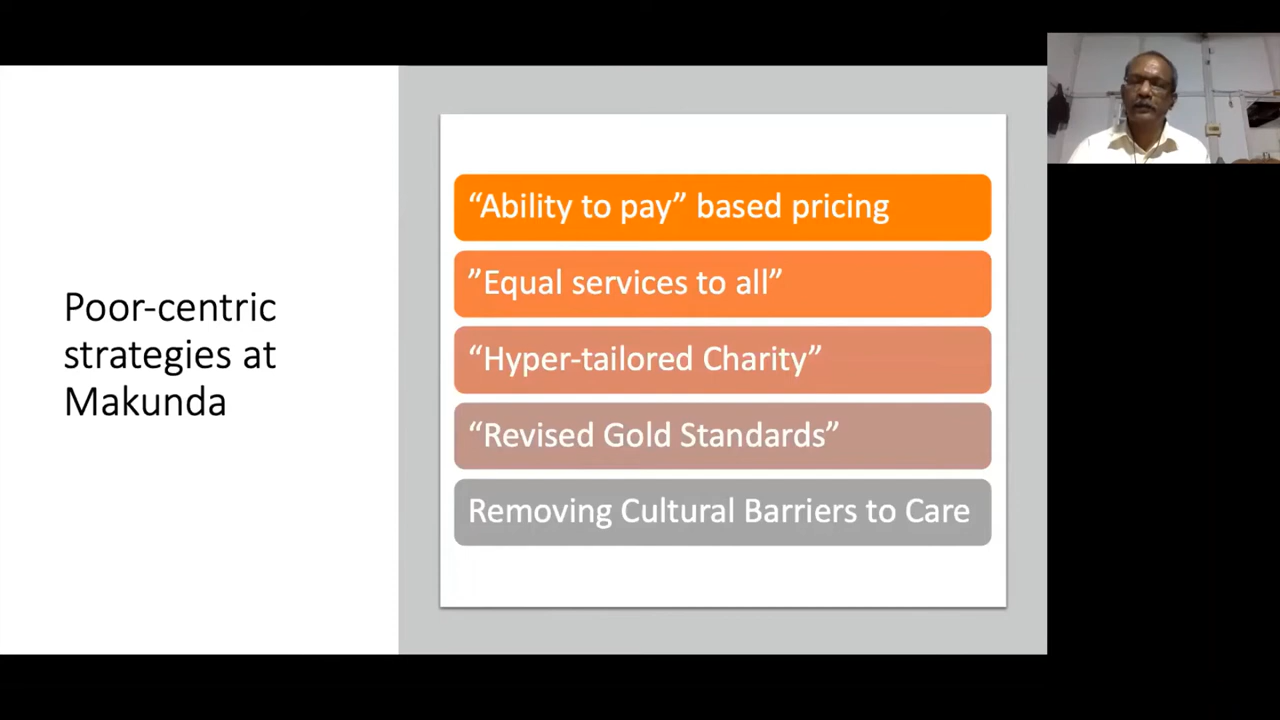 Poor-centric
strategies at
Makunda
“Ability to pay” based pricing
”Equal services to all”
“Hyper-tailored Charity”
“Revised Gold Standards”
Removing Cultural Barriers to Care